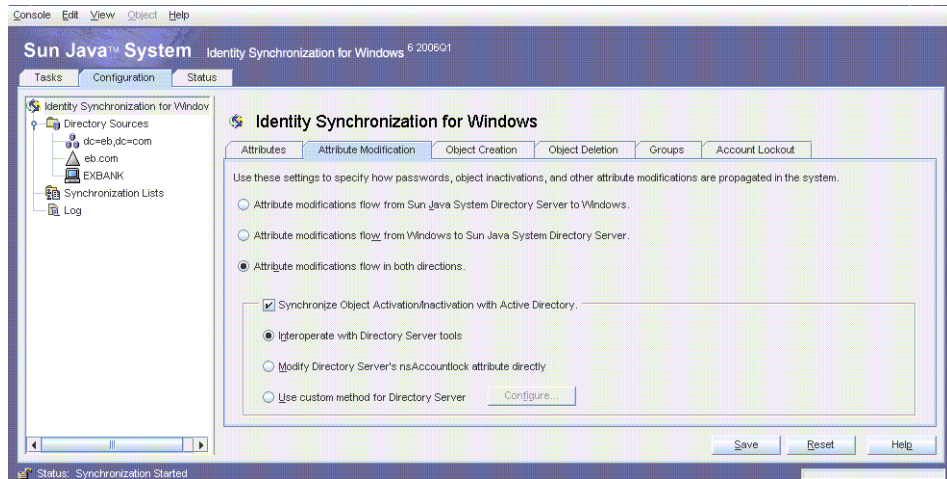 Console Edit View Object Help
Sun Java™ System Identity Synchronization for Windows 6 2006Q1
Tasks Configuration Status
Identity Synchronization for Window
Directory Sources
dc=eb,dc=com
eb.com
EXBANK
Synchronization Lists
Log
Identity Synchronization for Windows
Attributes Attribute Modification Object Creation Object Deletion Groups Account Lockout
Use these settings to specify how passwords, object inactivations, and other attribute modifications are propagated in the system.
Attribute modifications flow from Sun Java System Directory Server to Windows.
Attribute modifications flow from Windows to Sun Java System Directory Server.
Attribute modifications flow in both directions.
Synchronize Object Activation/Inactivation with Active Directory.
Interoperate with Directory Server tools
Modify Directory Server's nsAccountlock attribute directly
Use custom method for Directory Server Configure...
Save Reset Help
Status: Synchronization Started